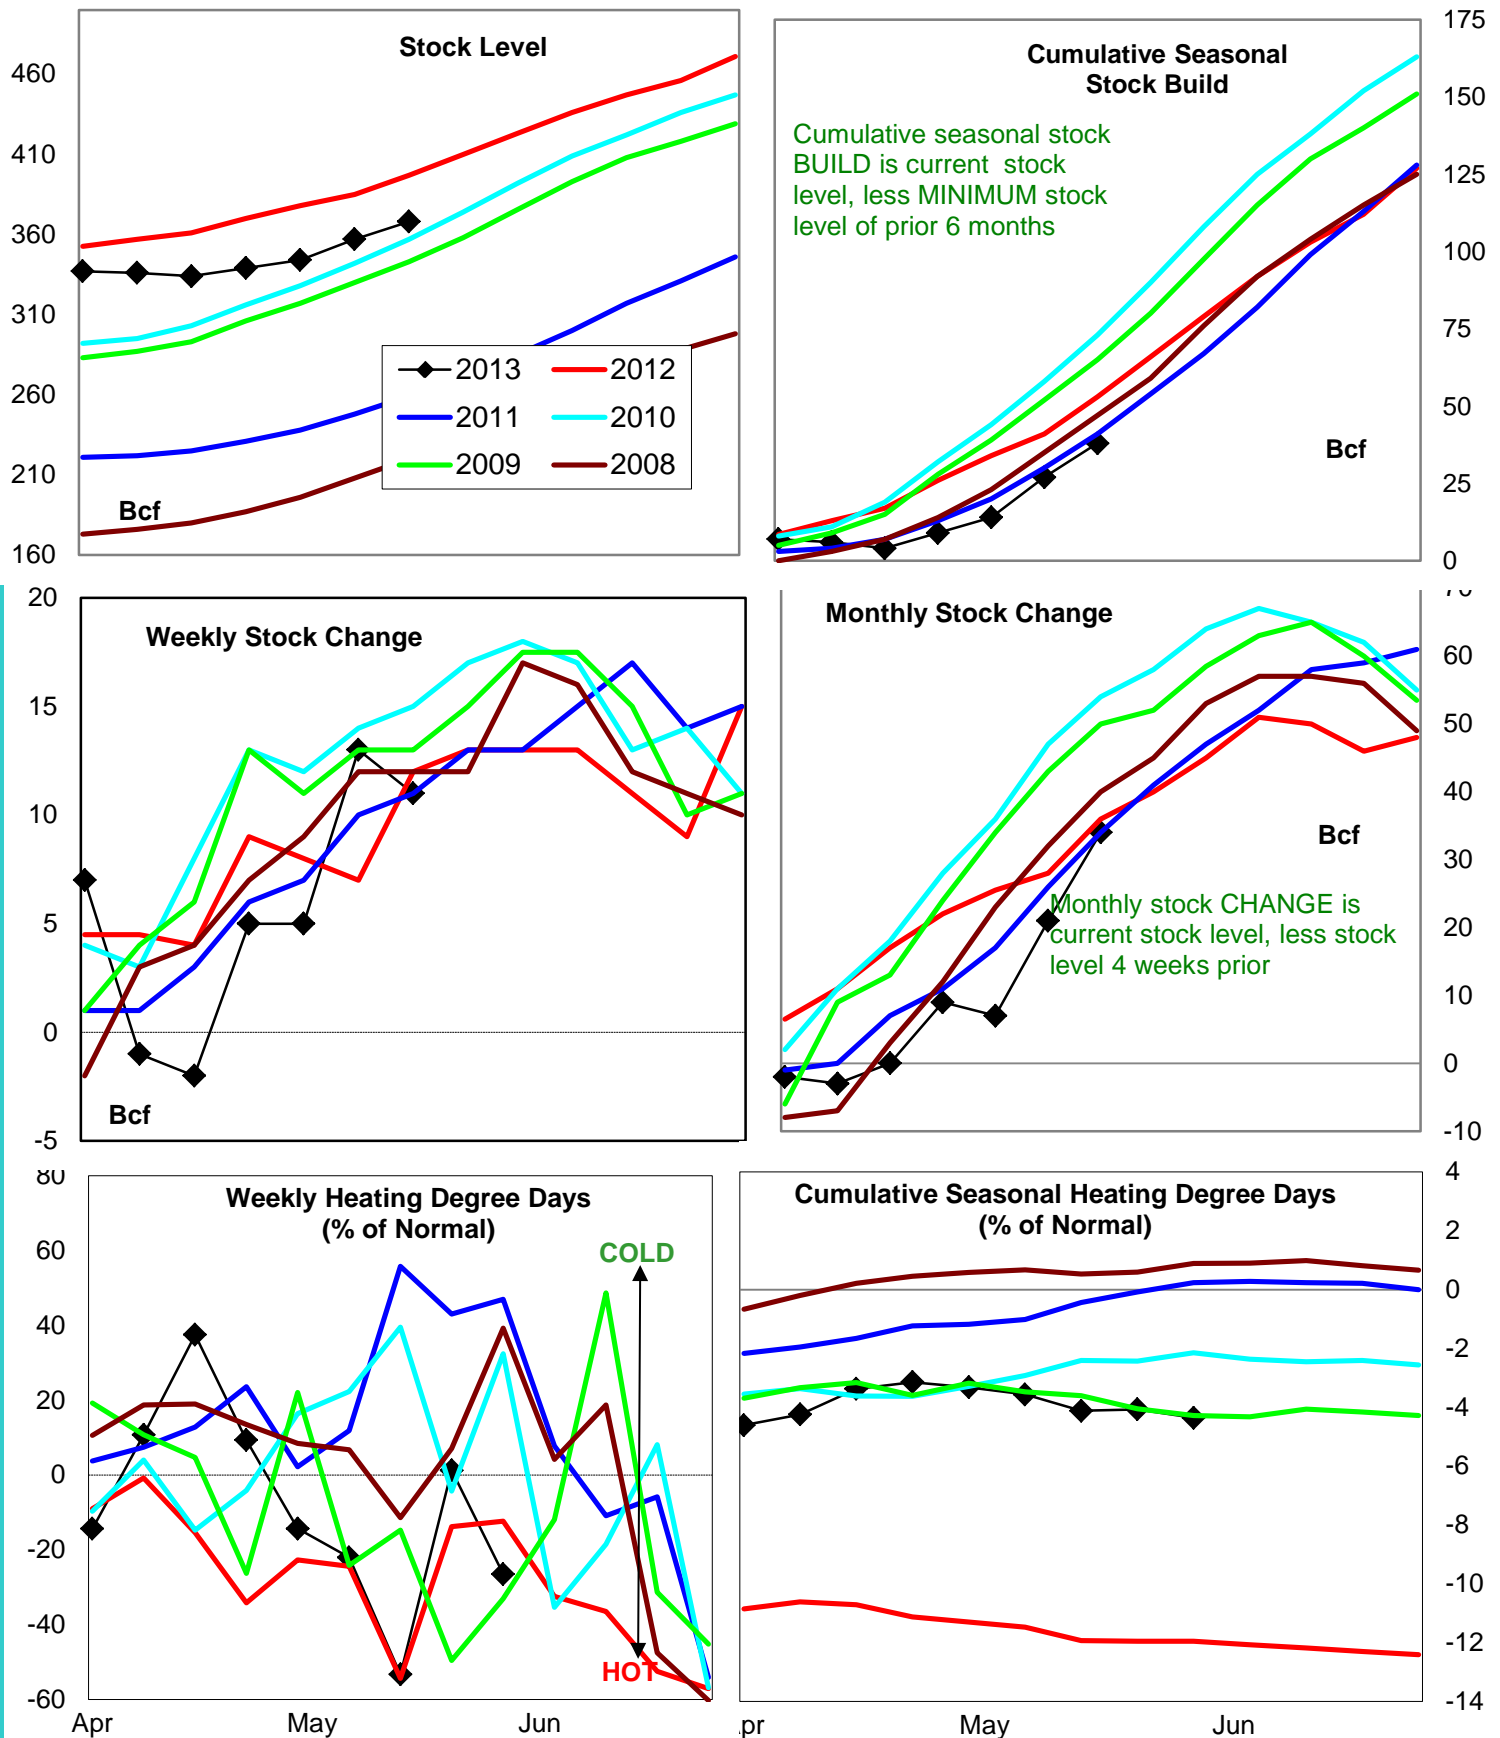 Stock Level
460
410
360
310
260
210
160
Bcf
2013 2012
2011 2010
2009 2008
Cumulative Seasonal
Stock Build
Cumulative seasonal stock
BUILD is current stock
level, less MINIMUM stock
level of prior 6 months
Bcf
175
150
125
100
75
50
25
0
Weekly Stock Change
20
15
10
5
0
-5
Bcf
Monthly Stock Change
Bcf
Monthly stock CHANGE is
current stock level, less stock
level 4 weeks prior
70
60
50
40
30
20
10
0
-10
Weekly Heating Degree Days
(% of Normal)
COLD
HOT
80
60
40
20
0
-20
-40
-60
Apr May Jun
Cumulative Seasonal Heating Degree Days
(% of Normal)
4
2
0
-2
-4
-6
-8
-10
-12
-14
pr May Jun